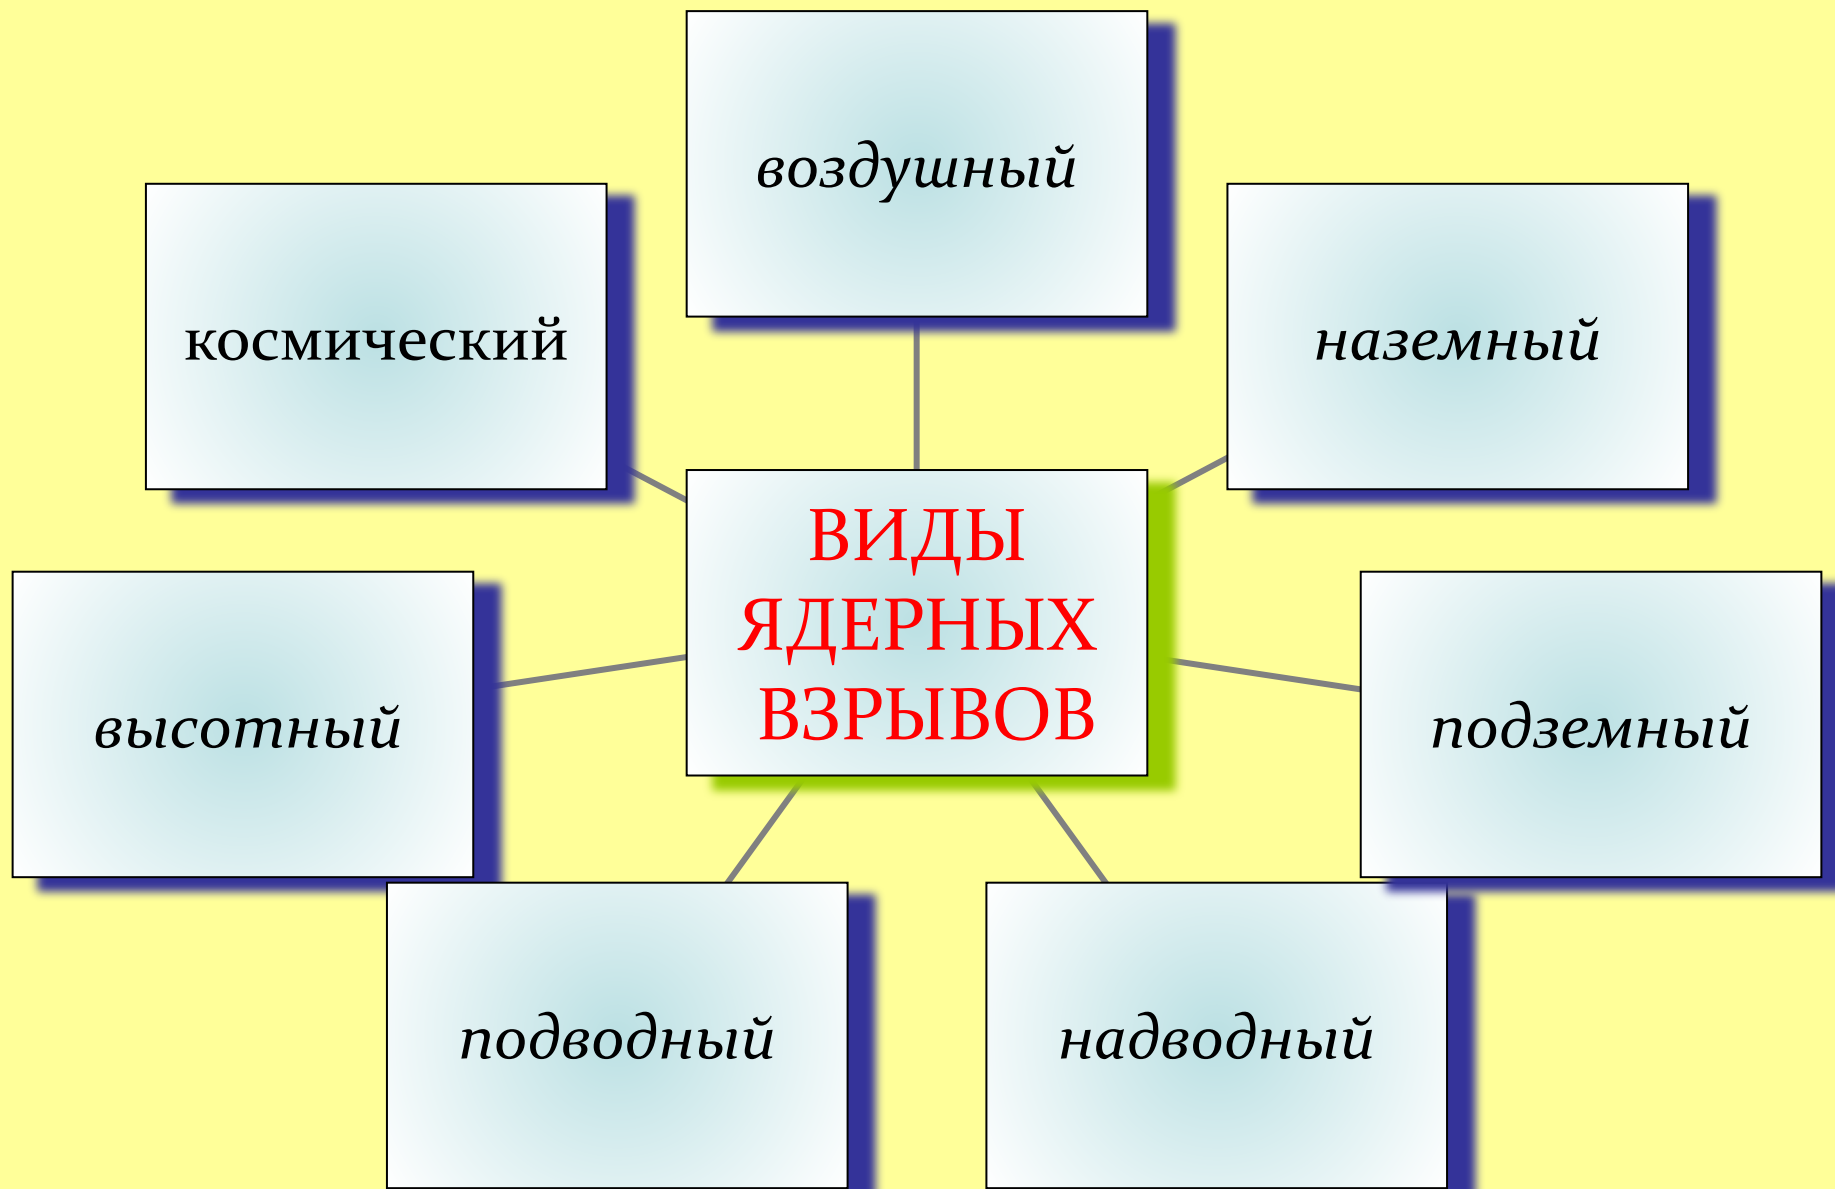 воздушный
космический
наземный
ВИДЫ
ЯДЕРНЫХ
ВЗРЫВОВ
высотный
подземный
подводный
надводный